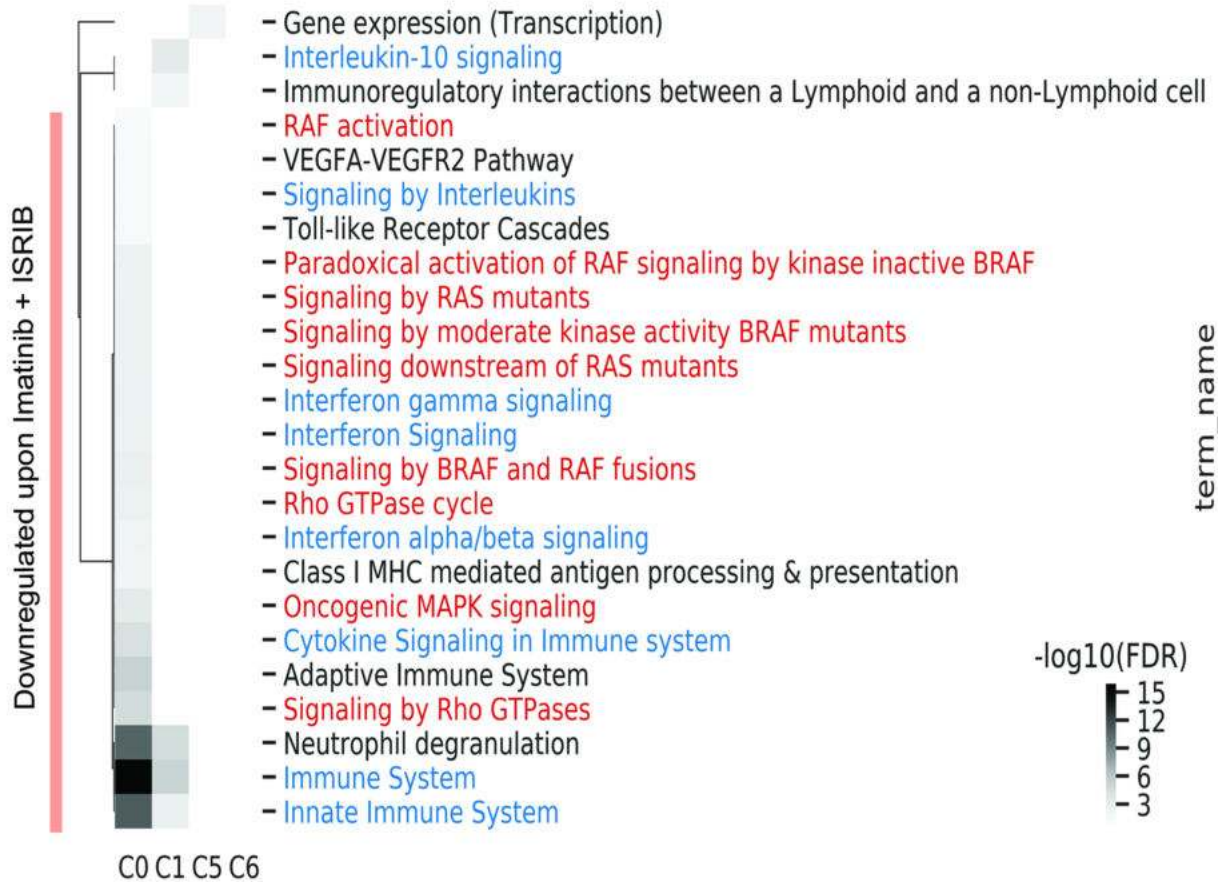 Gene expression (Transcription)
Interleukin-10 signaling
Immunoregulatory interactions between a Lymphoid and a non-Lymphoid cell
RAF activation
VEGFA-VEGFR2 Pathway
Signaling by Interleukins
Toll-like Receptor Cascades
Paradoxical activation of RAF signaling by kinase inactive BRAF
Signaling by RAS mutants
Signaling by moderate kinase activity BRAF mutants
Signaling downstream of RAS mutants
Interferon gamma signaling
Interferon Signaling
Signaling by BRAF and RAF fusions
Rho GTPase cycle
Interferon alpha/beta signaling
Class I MHC mediated antigen processing & presentation
Oncogenic MAPK signaling
Cytokine Signaling in Immune system
Adaptive Immune System
Signaling by Rho GTPases
Neutrophil degranulation
Immune System
Innate Immune System
Downregulated upon Imatinib + ISRIB
term_name
-log10(FDR)
15
12
9
6
3
C0 C1 C5 C6